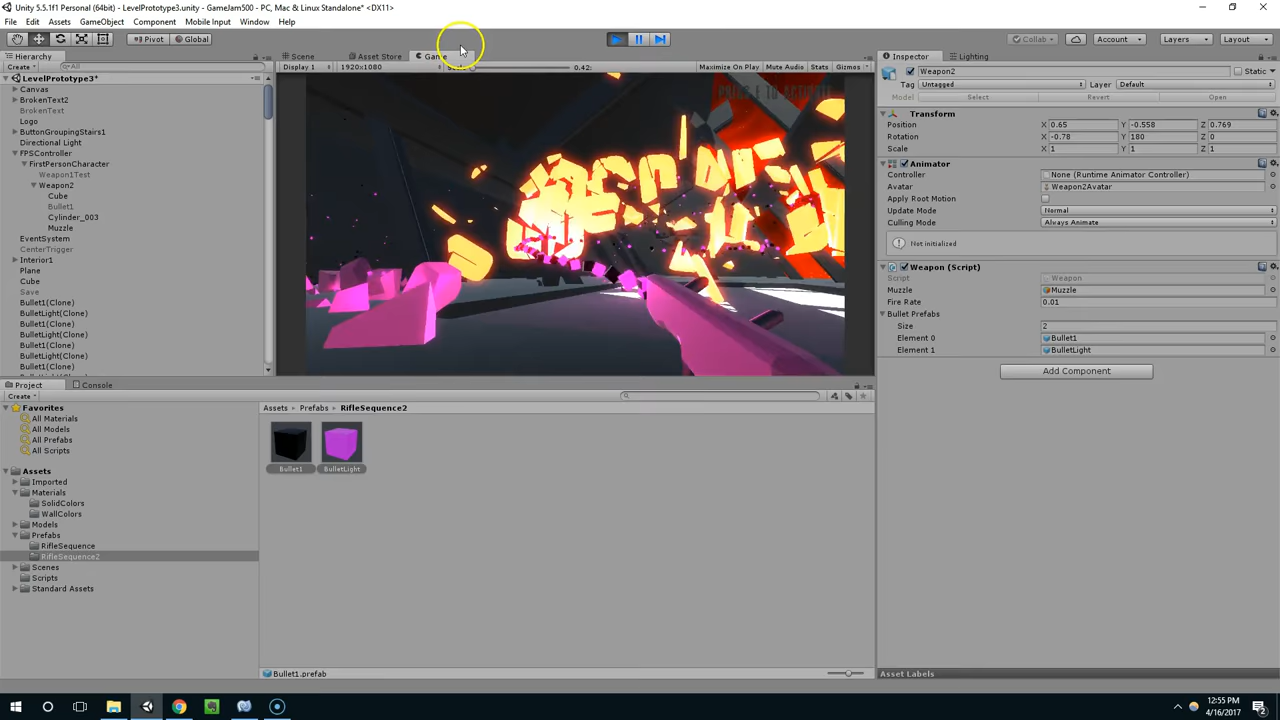 Unity 5.5.1f1 Personal (64bit) - LevelPrototype3.unity - GameJam500 - PC, Mac & Linux Standalone* <DX11>
File Edit Assets GameObject Component Mobile Input Window Help
Pivot Global Collab Account Layers Layout
Hierarchy Scene Asset Store Game Inspector Lighting
Create All
Display 1 1920x1080 0.42: Maximize On Play Mute Audio Stats Gizmos
LevelPrototype3*
Canvas
BrokenText2
BrokenText
Logo
ButtonGroupingStairs1
Directional Light
FPSController
FirstPersonCharacter
Weapon1Test
Weapon2
Cube
Bullet1
Cylinder_003
Muzzle
EventSystem
CenterTrigger
Interior1
Plane
Cube
Save
Bullet1(Clone)
BulletLight(Clone)
Bullet1(Clone)
BulletLight(Clone)
Bullet1(Clone)
BulletLight(Clone)
Bullet1(Clone)
BulletLight(Clone)
PRESS E TO ACTIVATE
Weapon2 Static
Tag Untagged Layer Default
Model Select Revert Open
Transform
Position X 0.65 Y -0.558 Z 0.769
Rotation X -0.78 Y 180 Z 0
Scale X 1 Y 1 Z 1
Animator
Controller None (Runtime Animator Controller)
Avatar Weapon2Avatar
Apply Root Motion
Update Mode Normal
Culling Mode Always Animate
Not initialized
Weapon (Script)
Script Weapon
Muzzle Muzzle
Fire Rate 0.01
Bullet Prefabs
Size 2
Element 0 Bullet1
Element 1 BulletLight
Add Component
Project Console
Create
Favorites
All Materials
All Models
All Prefabs
All Scripts
Assets
Imported
Materials
SolidColors
WallColors
Models
Prefabs
RifleSequence
RifleSequence2
Scenes
Scripts
Standard Assets
Assets Prefabs RifleSequence2
Bullet1 BulletLight
Bullet1.prefab
Asset Labels
12:55 PM
4/16/2017
2